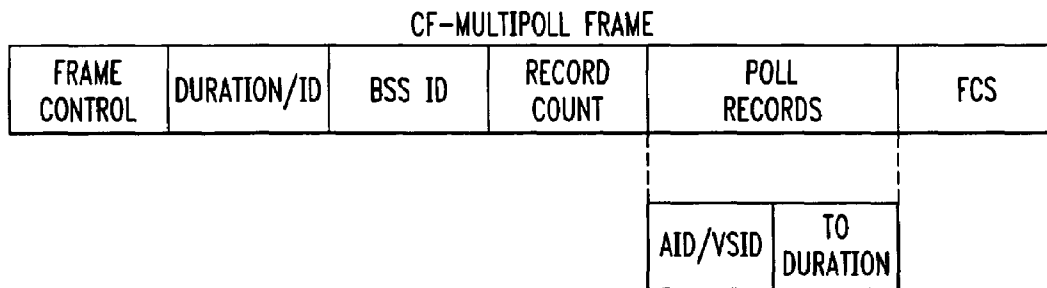 CF-MULTIPOLL FRAME
FRAME CONTROL
DURATION/ID
BSS ID
RECORD COUNT
POLL RECORDS
FCS
AID/VSID
TO DURATION